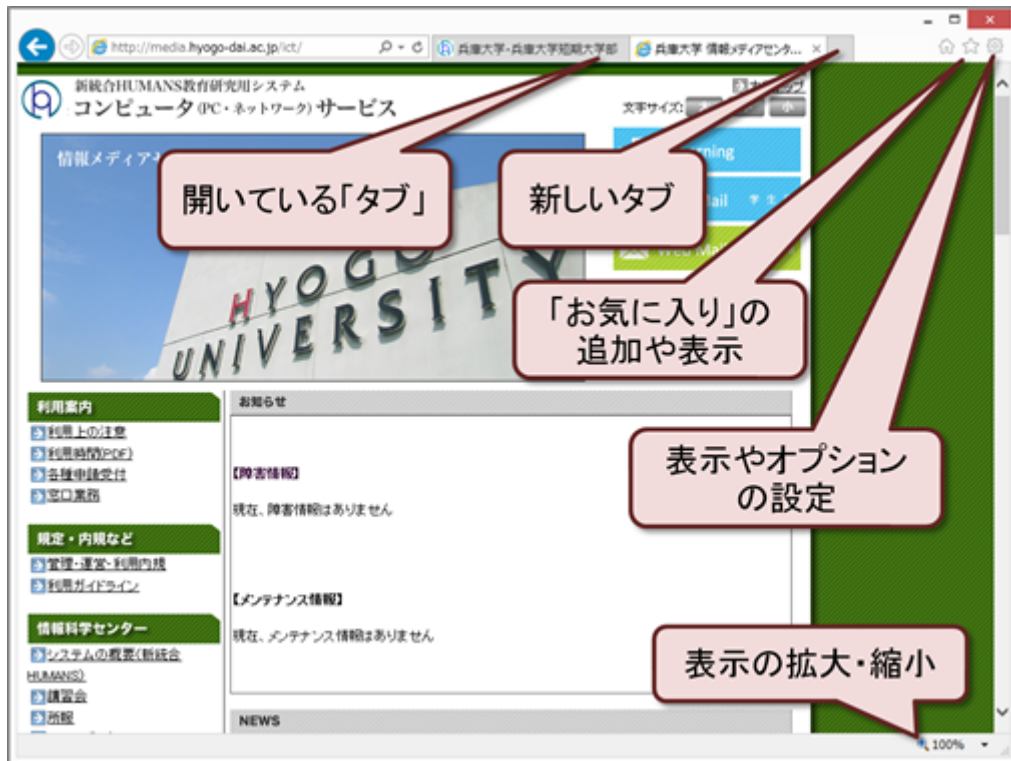 http://media.hyogo-dai.ac.jp/ict/
兵庫大学-兵庫大学短期大学部
兵庫大学 情報メディアセンタ...
新統合HUMANS教育研究用システム
コンピュータ(PC・ネットワーク)サービス
文字サイズ:
小
情報メディア
開いている「タブ」
新しいタブ
「お気に入り」の
追加や表示
表示やオプション
の設定
表示の拡大・縮小
HYOGO
UNIVERSITY
利用案内
利用上の注意
利用時間(PDF)
各種申請受付
窓口業務
規定・内規など
管理・運営・利用内規
利用ガイドライン
情報科学センター
システムの概要(新統合
HUMANS)
講習会
所報
お知らせ
【障害情報】
現在、障害情報はありません
【メンテナンス情報】
現在、メンテナンス情報はありません
NEWS
100%